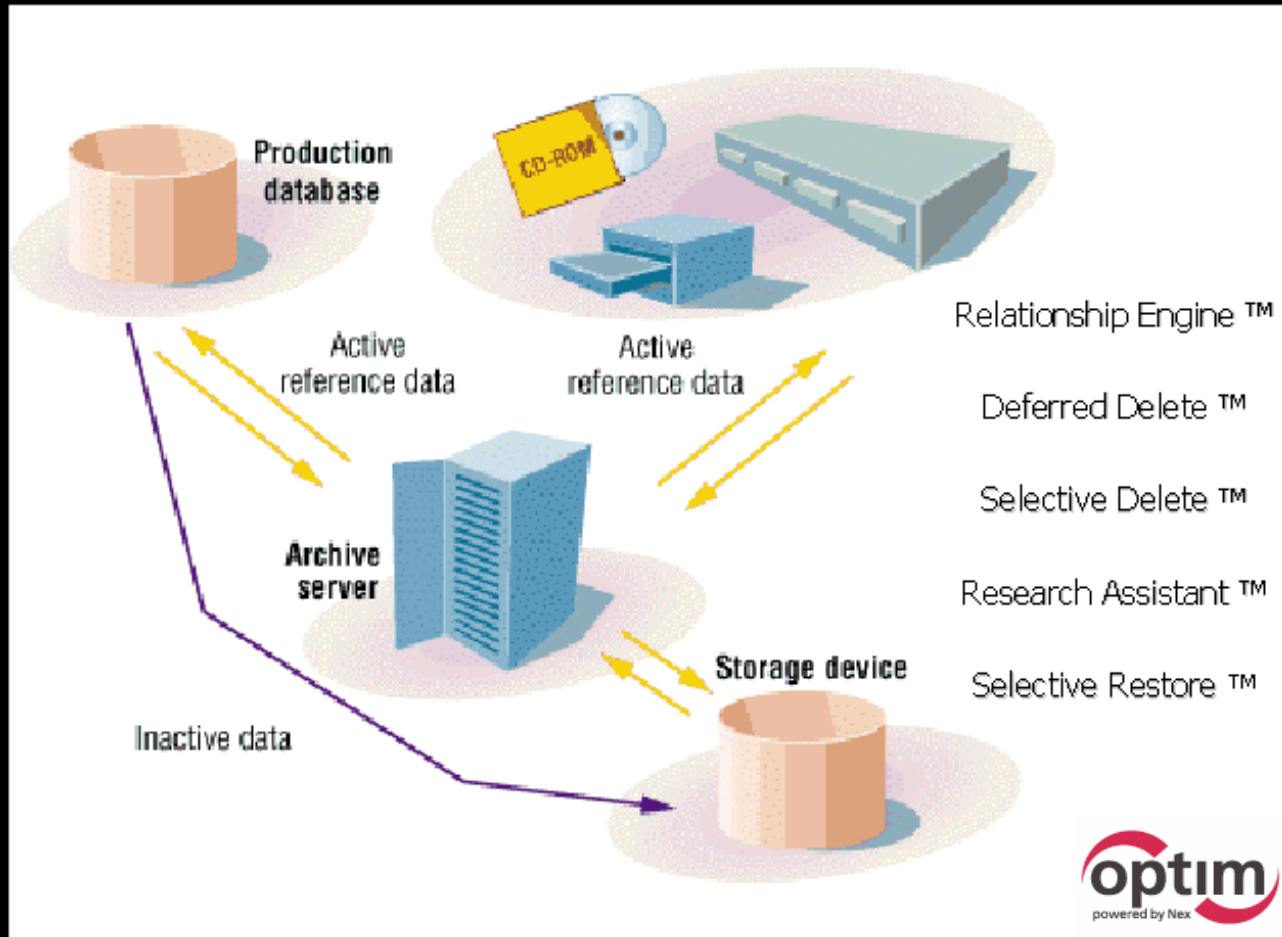 Production
database
CD-ROM
Active
reference data
Active
reference data
Relationship Engine ™
Deferred Delete ™
Selective Delete ™
Archive
server
Research Assistant ™
Storage device
Selective Restore ™
Inactive data
optim
powered by Nex